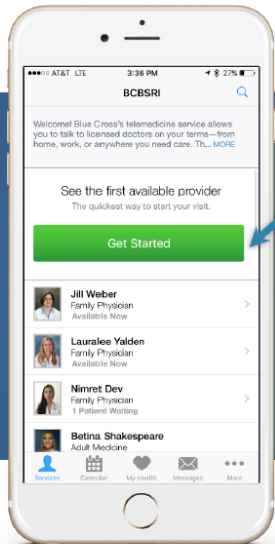 AT&T LTE 3:36 PM 27%
BCBSRI
Welcome! Blue Cross's telemedicine service allows
you to talk to licensed doctors on your terms—from
home, work, or anywhere you need care. Th... MORE
See the first available provider
The quickest way to start your visit.
Get Started
Jill Weber
Family Physician
Available Now
Lauralee Yalden
Family Physician
Available Now
Nimret Dev
Family Physician
1 Patient Waiting
Betina Shakespeare
Adult Medicine
Services Calendar My Health Messages More